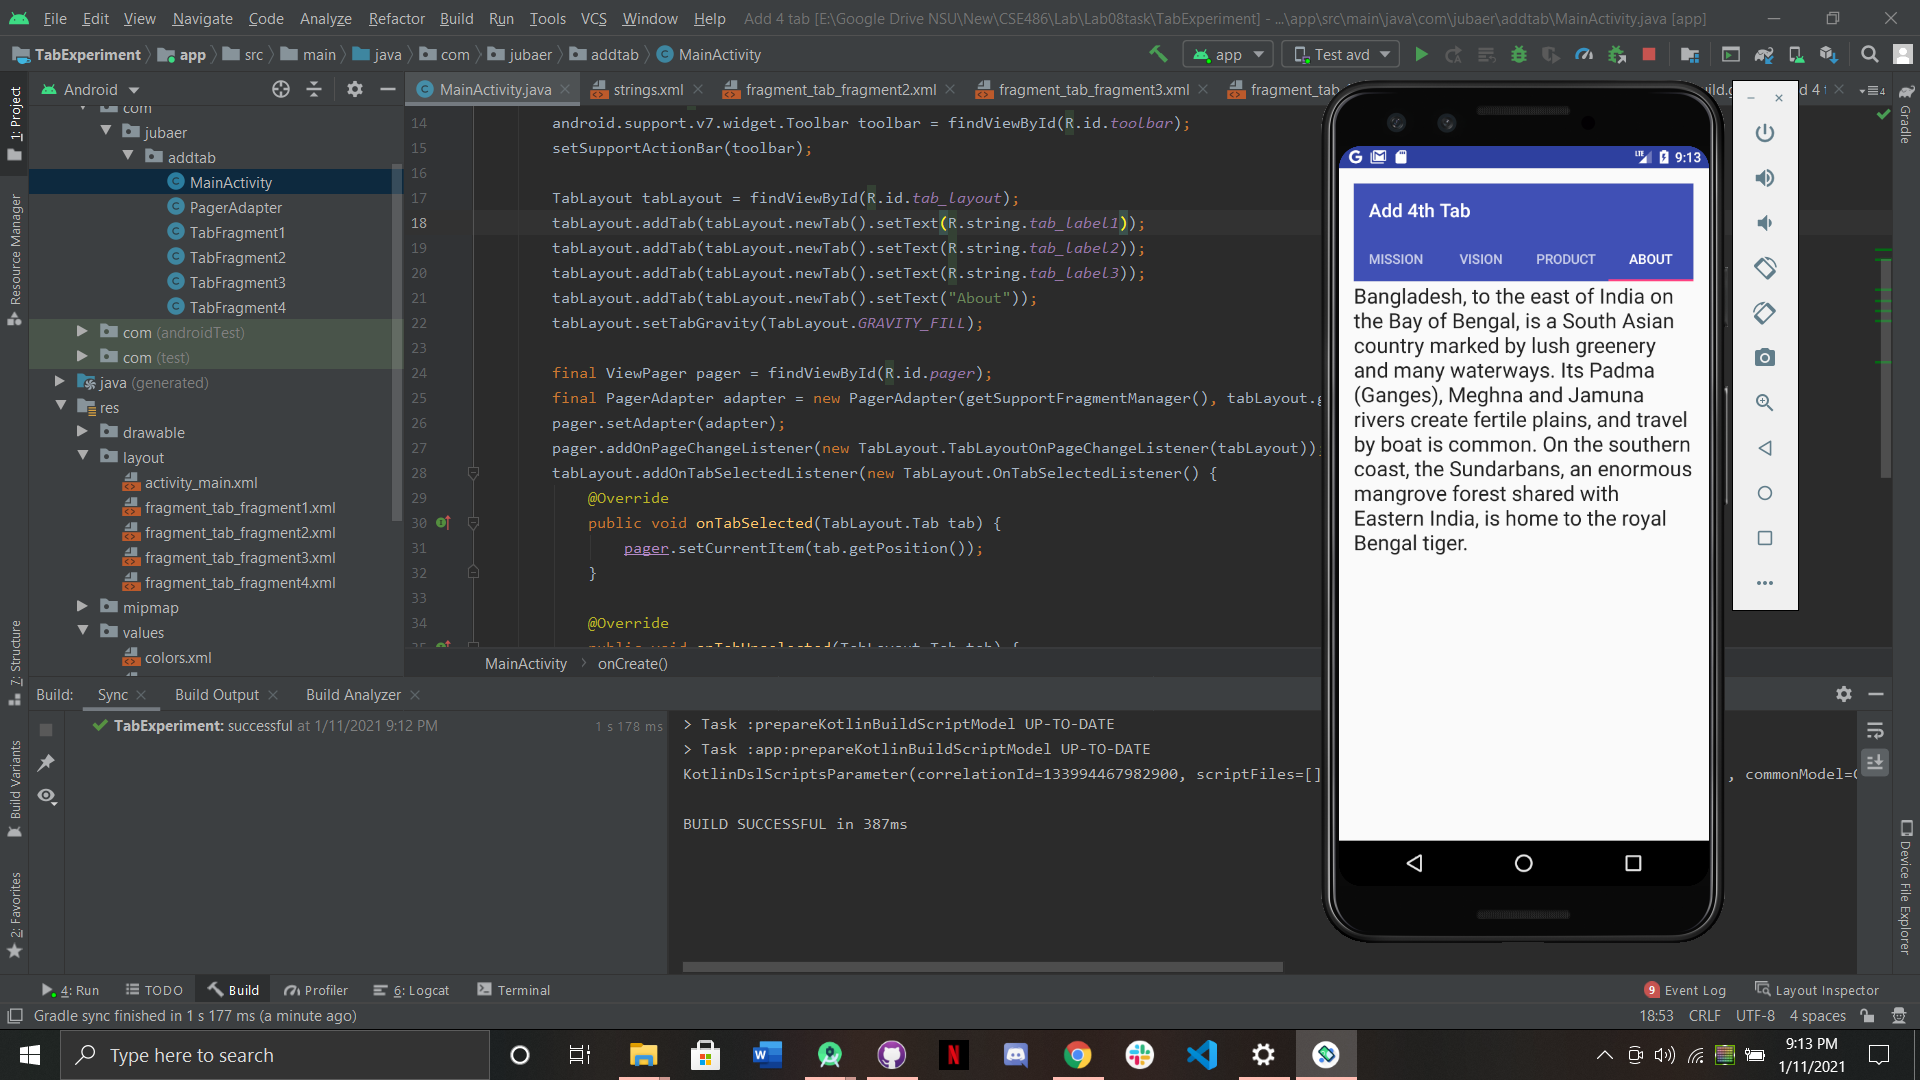 File Edit View Navigate Code Analyze Refactor Build Run Tools VCS Window Help Add 4 tab [E:\Google Drive NSU\New\CSE486\Lab\Lab08task\TabExperiment] - ...\app\src\main\java\com\jubaer\addtab\MainActivity.java [app]
TabExperiment app src main java com jubaer addtab MainActivity app Test avd
Android
MainActivity.java strings.xml fragment_tab_fragment2.xml fragment_tab_fragment3.xml fragment_tab_
1: Project
Resource Manager
7: Structure
Build Variants
2: Favorites
com
jubaer
addtab
MainActivity
PagerAdapter
TabFragment1
TabFragment2
TabFragment3
TabFragment4
com (androidTest)
com (test)
java (generated)
res
drawable
layout
activity_main.xml
fragment_tab_fragment1.xml
fragment_tab_fragment2.xml
fragment_tab_fragment3.xml
fragment_tab_fragment4.xml
mipmap
values
colors.xml
14 android.support.v7.widget.Toolbar toolbar = findViewById(R.id.toolbar);
15 setSupportActionBar(toolbar);
16
17 TabLayout tabLayout = findViewById(R.id.tab_layout);
18 tabLayout.addTab(tabLayout.newTab().setText(R.string.tab_label1));
19 tabLayout.addTab(tabLayout.newTab().setText(R.string.tab_label2));
20 tabLayout.addTab(tabLayout.newTab().setText(R.string.tab_label3));
21 tabLayout.addTab(tabLayout.newTab().setText("About"));
22 tabLayout.setTabGravity(TabLayout.GRAVITY_FILL);
23
24 final ViewPager pager = findViewById(R.id.pager);
25 final PagerAdapter adapter = new PagerAdapter(getSupportFragmentManager(), tabLayout.g
26 pager.setAdapter(adapter);
27 pager.addOnPageChangeListener(new TabLayout.TabLayoutOnPageChangeListener(tabLayout));
28 tabLayout.addOnTabSelectedListener(new TabLayout.OnTabSelectedListener() {
29 @Override
30 public void onTabSelected(TabLayout.Tab tab) {
31 pager.setCurrentItem(tab.getPosition());
32 }
33
34 @Override
35 public void onTabUnselected(TabLayout.Tab tab) {
MainActivity onCreate()
9:13
Add 4th Tab
MISSION VISION PRODUCT ABOUT
Bangladesh, to the east of India on
the Bay of Bengal, is a South Asian
country marked by lush greenery
and many waterways. Its Padma
(Ganges), Meghna and Jamuna
rivers create fertile plains, and travel
by boat is common. On the southern
coast, the Sundarbans, an enormous
mangrove forest shared with
Eastern India, is home to the royal
Bengal tiger.
Gradle
Device File Explorer
Build: Sync Build Output Build Analyzer
TabExperiment: successful at 1/11/2021 9:12 PM 1 s 178 ms
> Task :prepareKotlinBuildScriptModel UP-TO-DATE
> Task :app:prepareKotlinBuildScriptModel UP-TO-DATE
KotlinDslScriptsParameter(correlationId=133994467982900, scriptFiles=[] , commonModel=
BUILD SUCCESSFUL in 387ms
4: Run TODO Build Profiler 6: Logcat Terminal 9 Event Log Layout Inspector
Gradle sync finished in 1 s 177 ms (a minute ago) 18:53 CRLF UTF-8 4 spaces
Type here to search
9:13 PM
1/11/2021